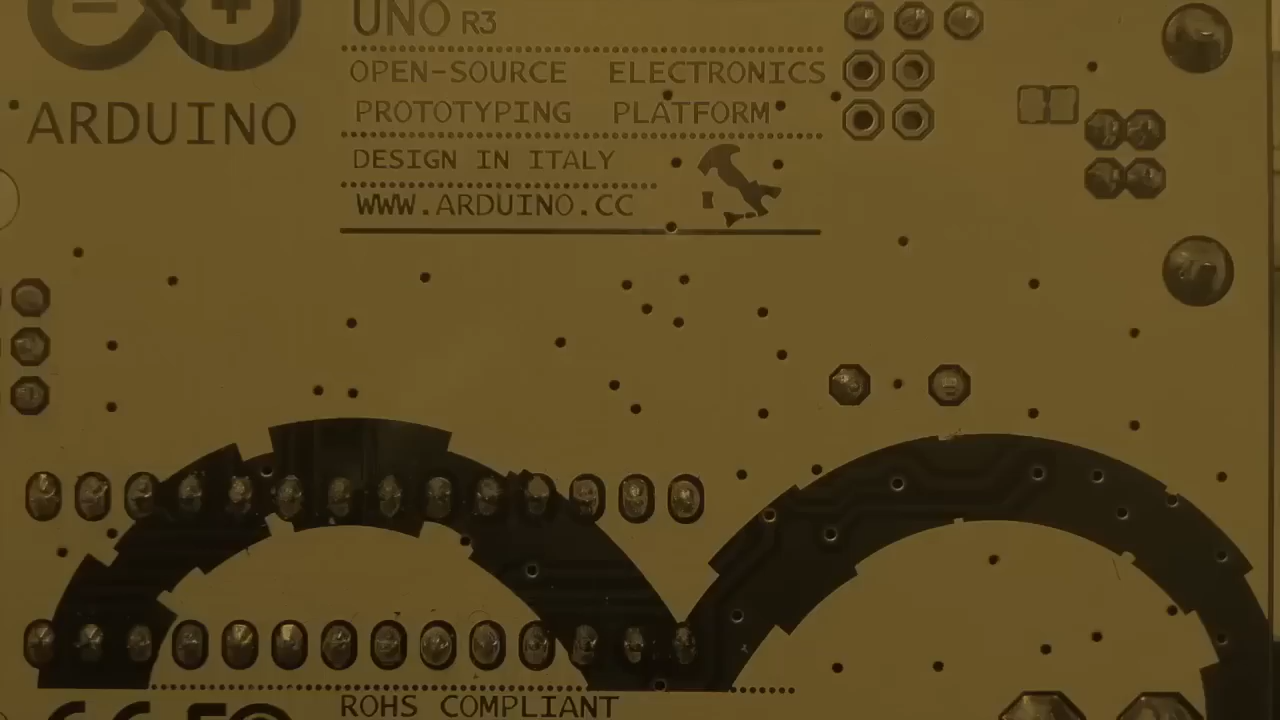 UNO R3
OPEN-SOURCE ELECTRONICS
PROTOTYPING PLATFORM
ARDUINO
DESIGN IN ITALY
WWW.ARDUINO.CC
ROHS COMPLIANT